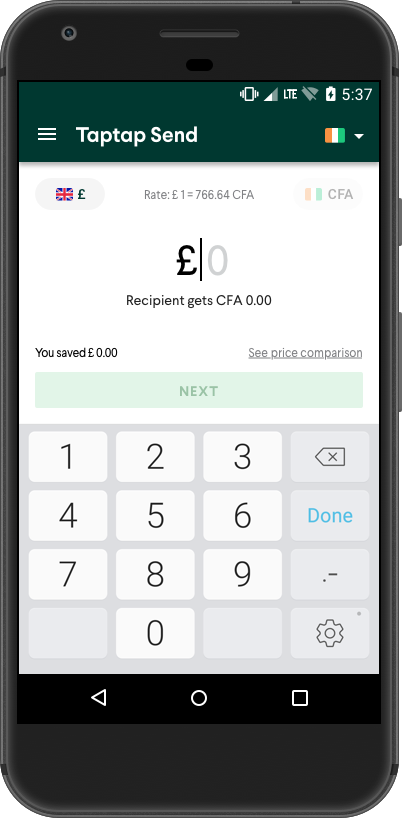 LTE 5:37
Taptap Send
£ Rate: £ 1 = 766.64 CFA CFA
£0
Recipient gets CFA 0.00
You saved £ 0.00 See price comparison
NEXT
1 2 3
4 5 6 Done
7 8 9 .-
0